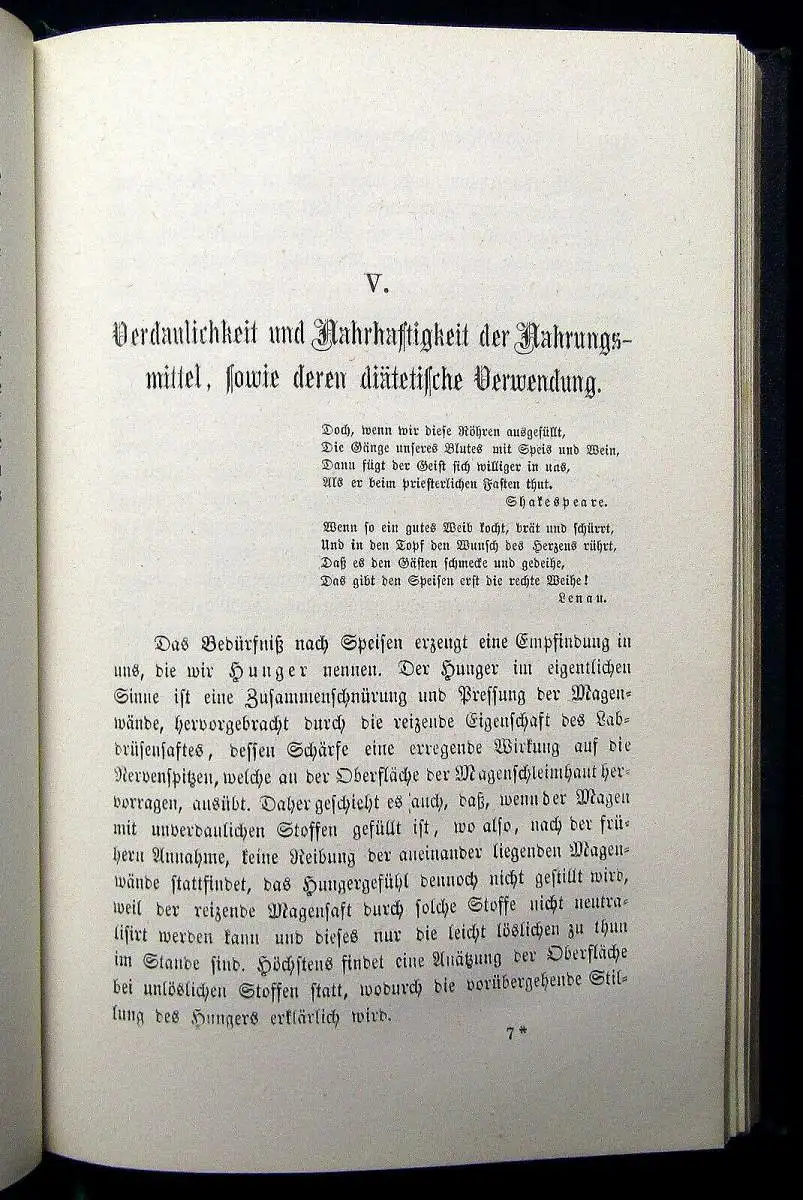 V.
Verdaulichkeit und Nahrhaftigkeit der Nahrungs-
mittel, sowie deren diätetische Verwendung.
Doch, wenn wir diese Röhren ausgefüllt,
Die Gänge unseres Blutes mit Speis und Wein,
Dann fügt der Geist sich williger in uns,
Als er beim priesterlichen Fasten thut.
Shakespeare.
Wenn so ein gutes Weib kocht, brät und schürrt,
Und in den Topf den Wunsch des Herzens rührt,
Daß es den Gästen schmecke und gedeihe,
Das gibt den Speisen erst die rechte Weihe!
Lenau.
Das Bedürfniß nach Speisen erzeugt eine Empfindung in
uns, die wir Hunger nennen. Der Hunger im eigentlichen
Sinne ist eine Zusammenschnürung und Pressung der Magen-
wände, hervorgebracht durch die reizende Eigenschaft des Lab-
drüsensaftes, dessen Schärfe eine erregende Wirkung auf die
Nervenspitzen, welche an der Oberfläche der Magenschleimhaut her-
vorragen, ausübt. Daher geschieht es auch, daß, wenn der Magen
mit unverdaulichen Stoffen gefüllt ist, wo also, nach der frü-
hern Annahme, keine Reibung der aneinander liegenden Magen-
wände stattfindet, das Hungergefühl dennoch nicht gestillt wird,
weil der reizende Magensaft durch solche Stoffe nicht neutra-
lisirt werden kann und dieses nur die leicht löslichen zu thun
im Stande sind. Höchstens findet eine Anätzung der Oberfläche
bei unlöslichen Stoffen statt, wodurch die vorübergehende Stil-
lung des Hungers erklärlich wird.
7*